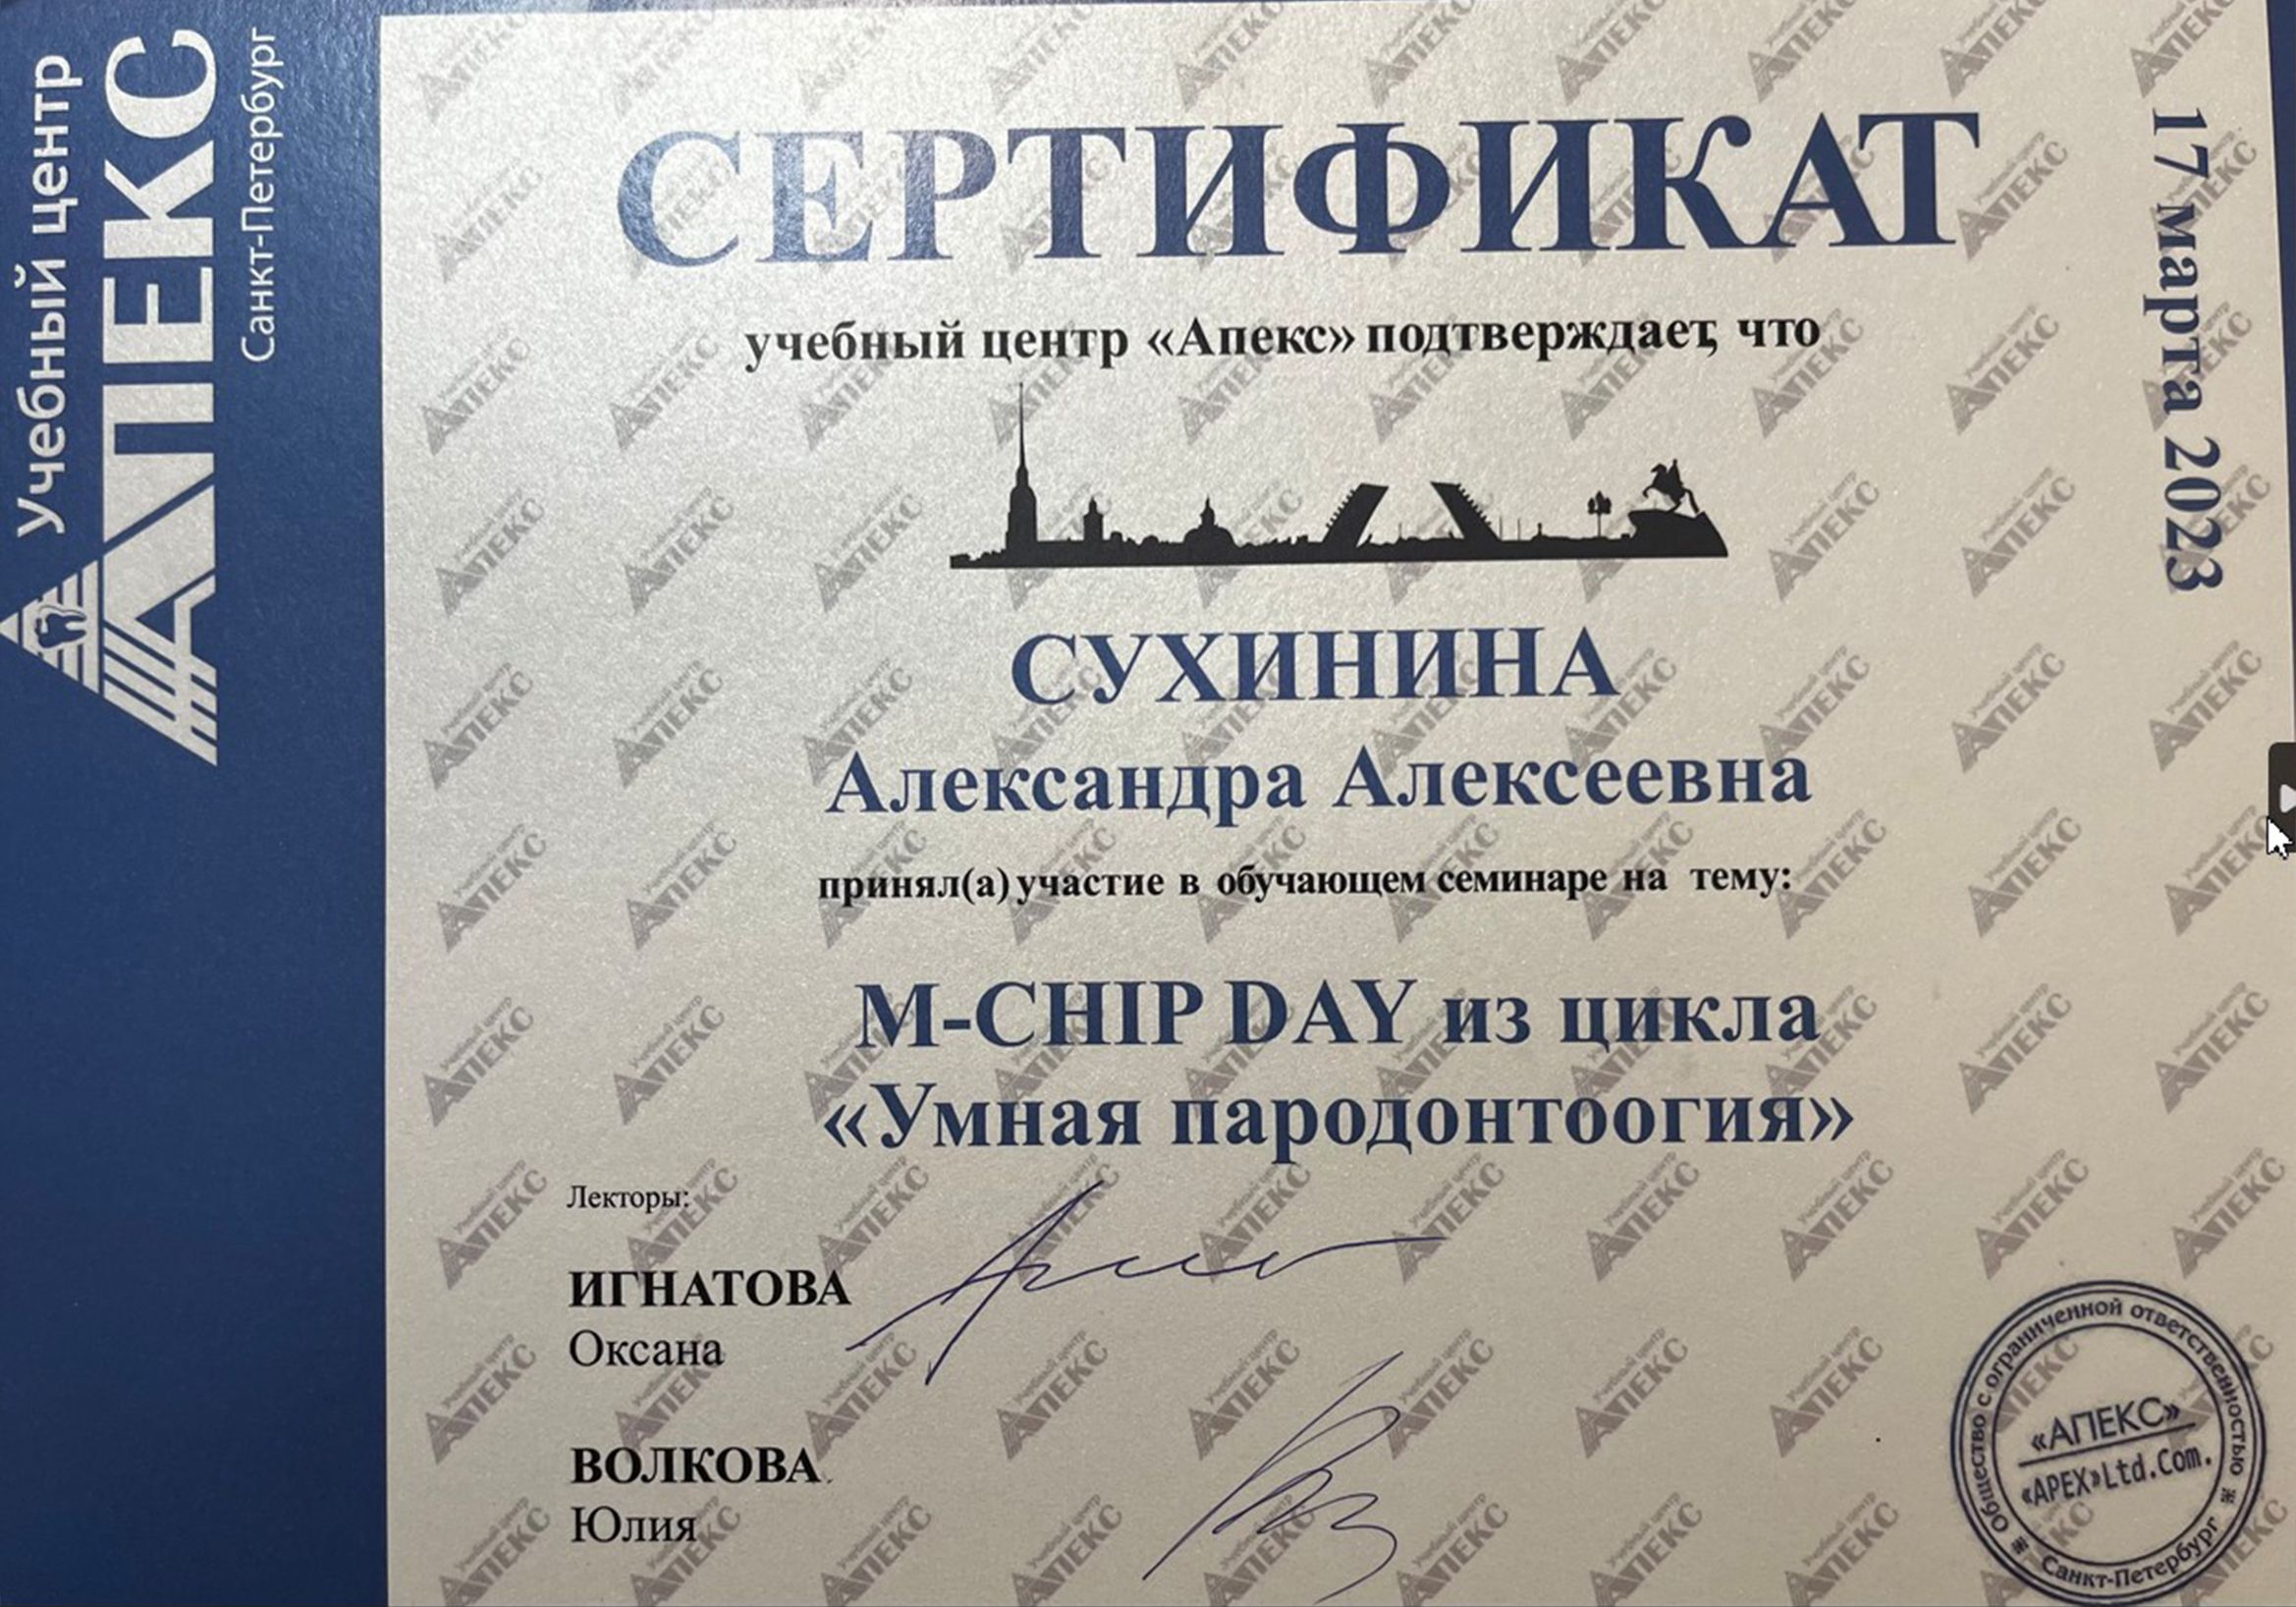 Учебный центр
АПЕКС
Санкт-Петербург
СЕРТИФИКАТ
17 марта 2023
учебный центр «Апекс» подтверждает, что
СУХИНИНА
Александра Алексеевна
принял(а) участие в обучающем семинаре на тему:
M-CHIP DAY из цикла
«Умная пародонтоогия»
Лекторы:
ИГНАТОВА
Оксана
ВОЛКОВА
Юлия
Общество с ограниченной ответственностью
«АПЕКС»
«APEX»Ltd.Com.
Санкт-Петербург